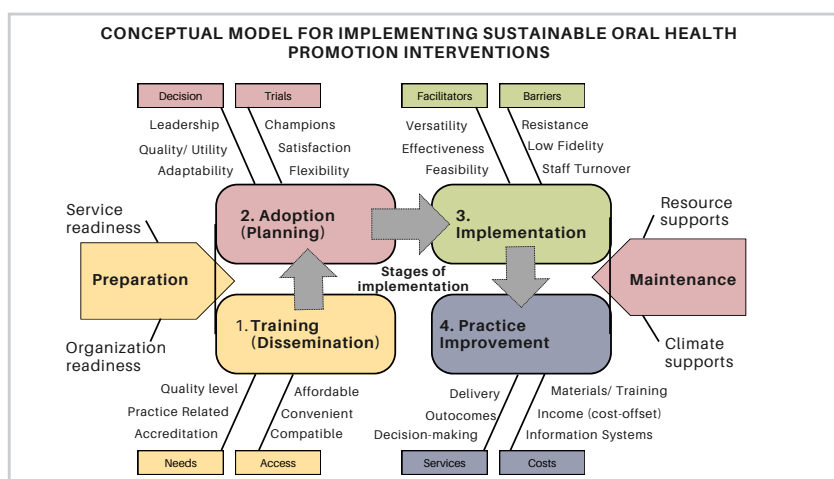 CONCEPTUAL MODEL FOR IMPLEMENTING SUSTAINABLE ORAL HEALTH
PROMOTION INTERVENTIONS
Decision
Trials
Leadership
Quality/ Utility
Adaptability
Champions
Satisfaction
Flexibility
Facilitators
Barriers
Versatility
Effectiveness
Feasibility
Resistance
Low Fidelity
Staff Turnover
Service
readiness
Preparation
Organization
readiness
2. Adoption
(Planning)
3.
Implementation
Stages of
implementation
1. Training
(Dissemination)
4. Practice
Improvement
Resource
supports
Maintenance
Climate
supports
Quality level
Practice Related
Accreditation
Affordable
Convenient
Compatible
Needs
Access
Delivery
Outocomes
Decision-making
Materials/ Training
Income (cost-offset)
Information Systems
Services
Costs